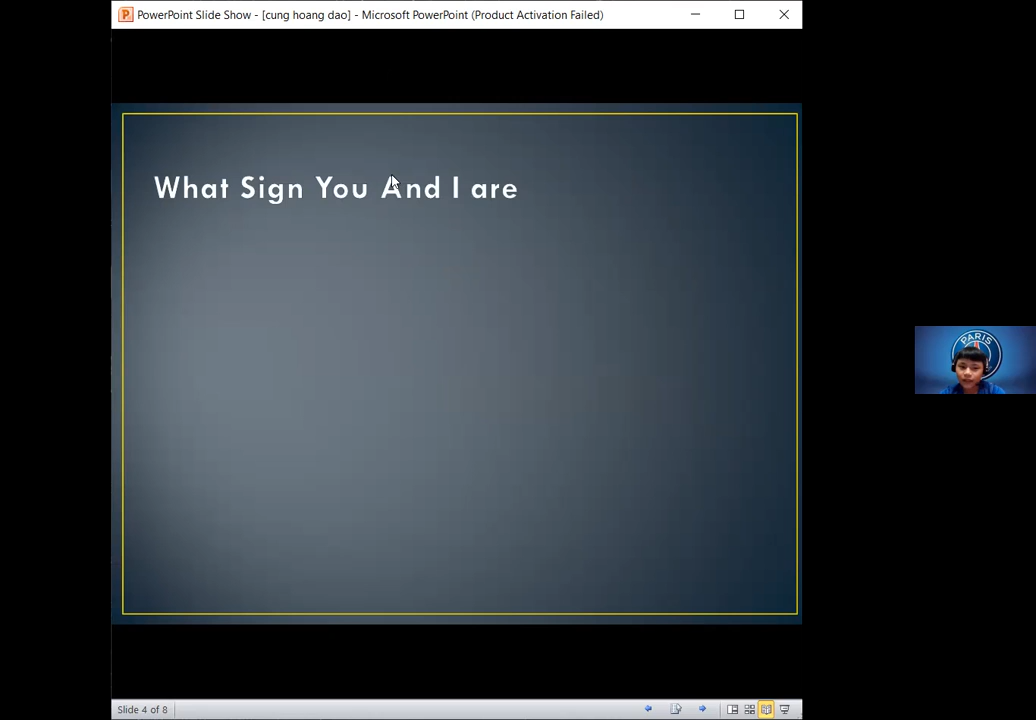 PowerPoint Slide Show - [cung hoang dao] - Microsoft PowerPoint (Product Activation Failed)
What Sign You And I are
PARIS
Slide 4 of 8